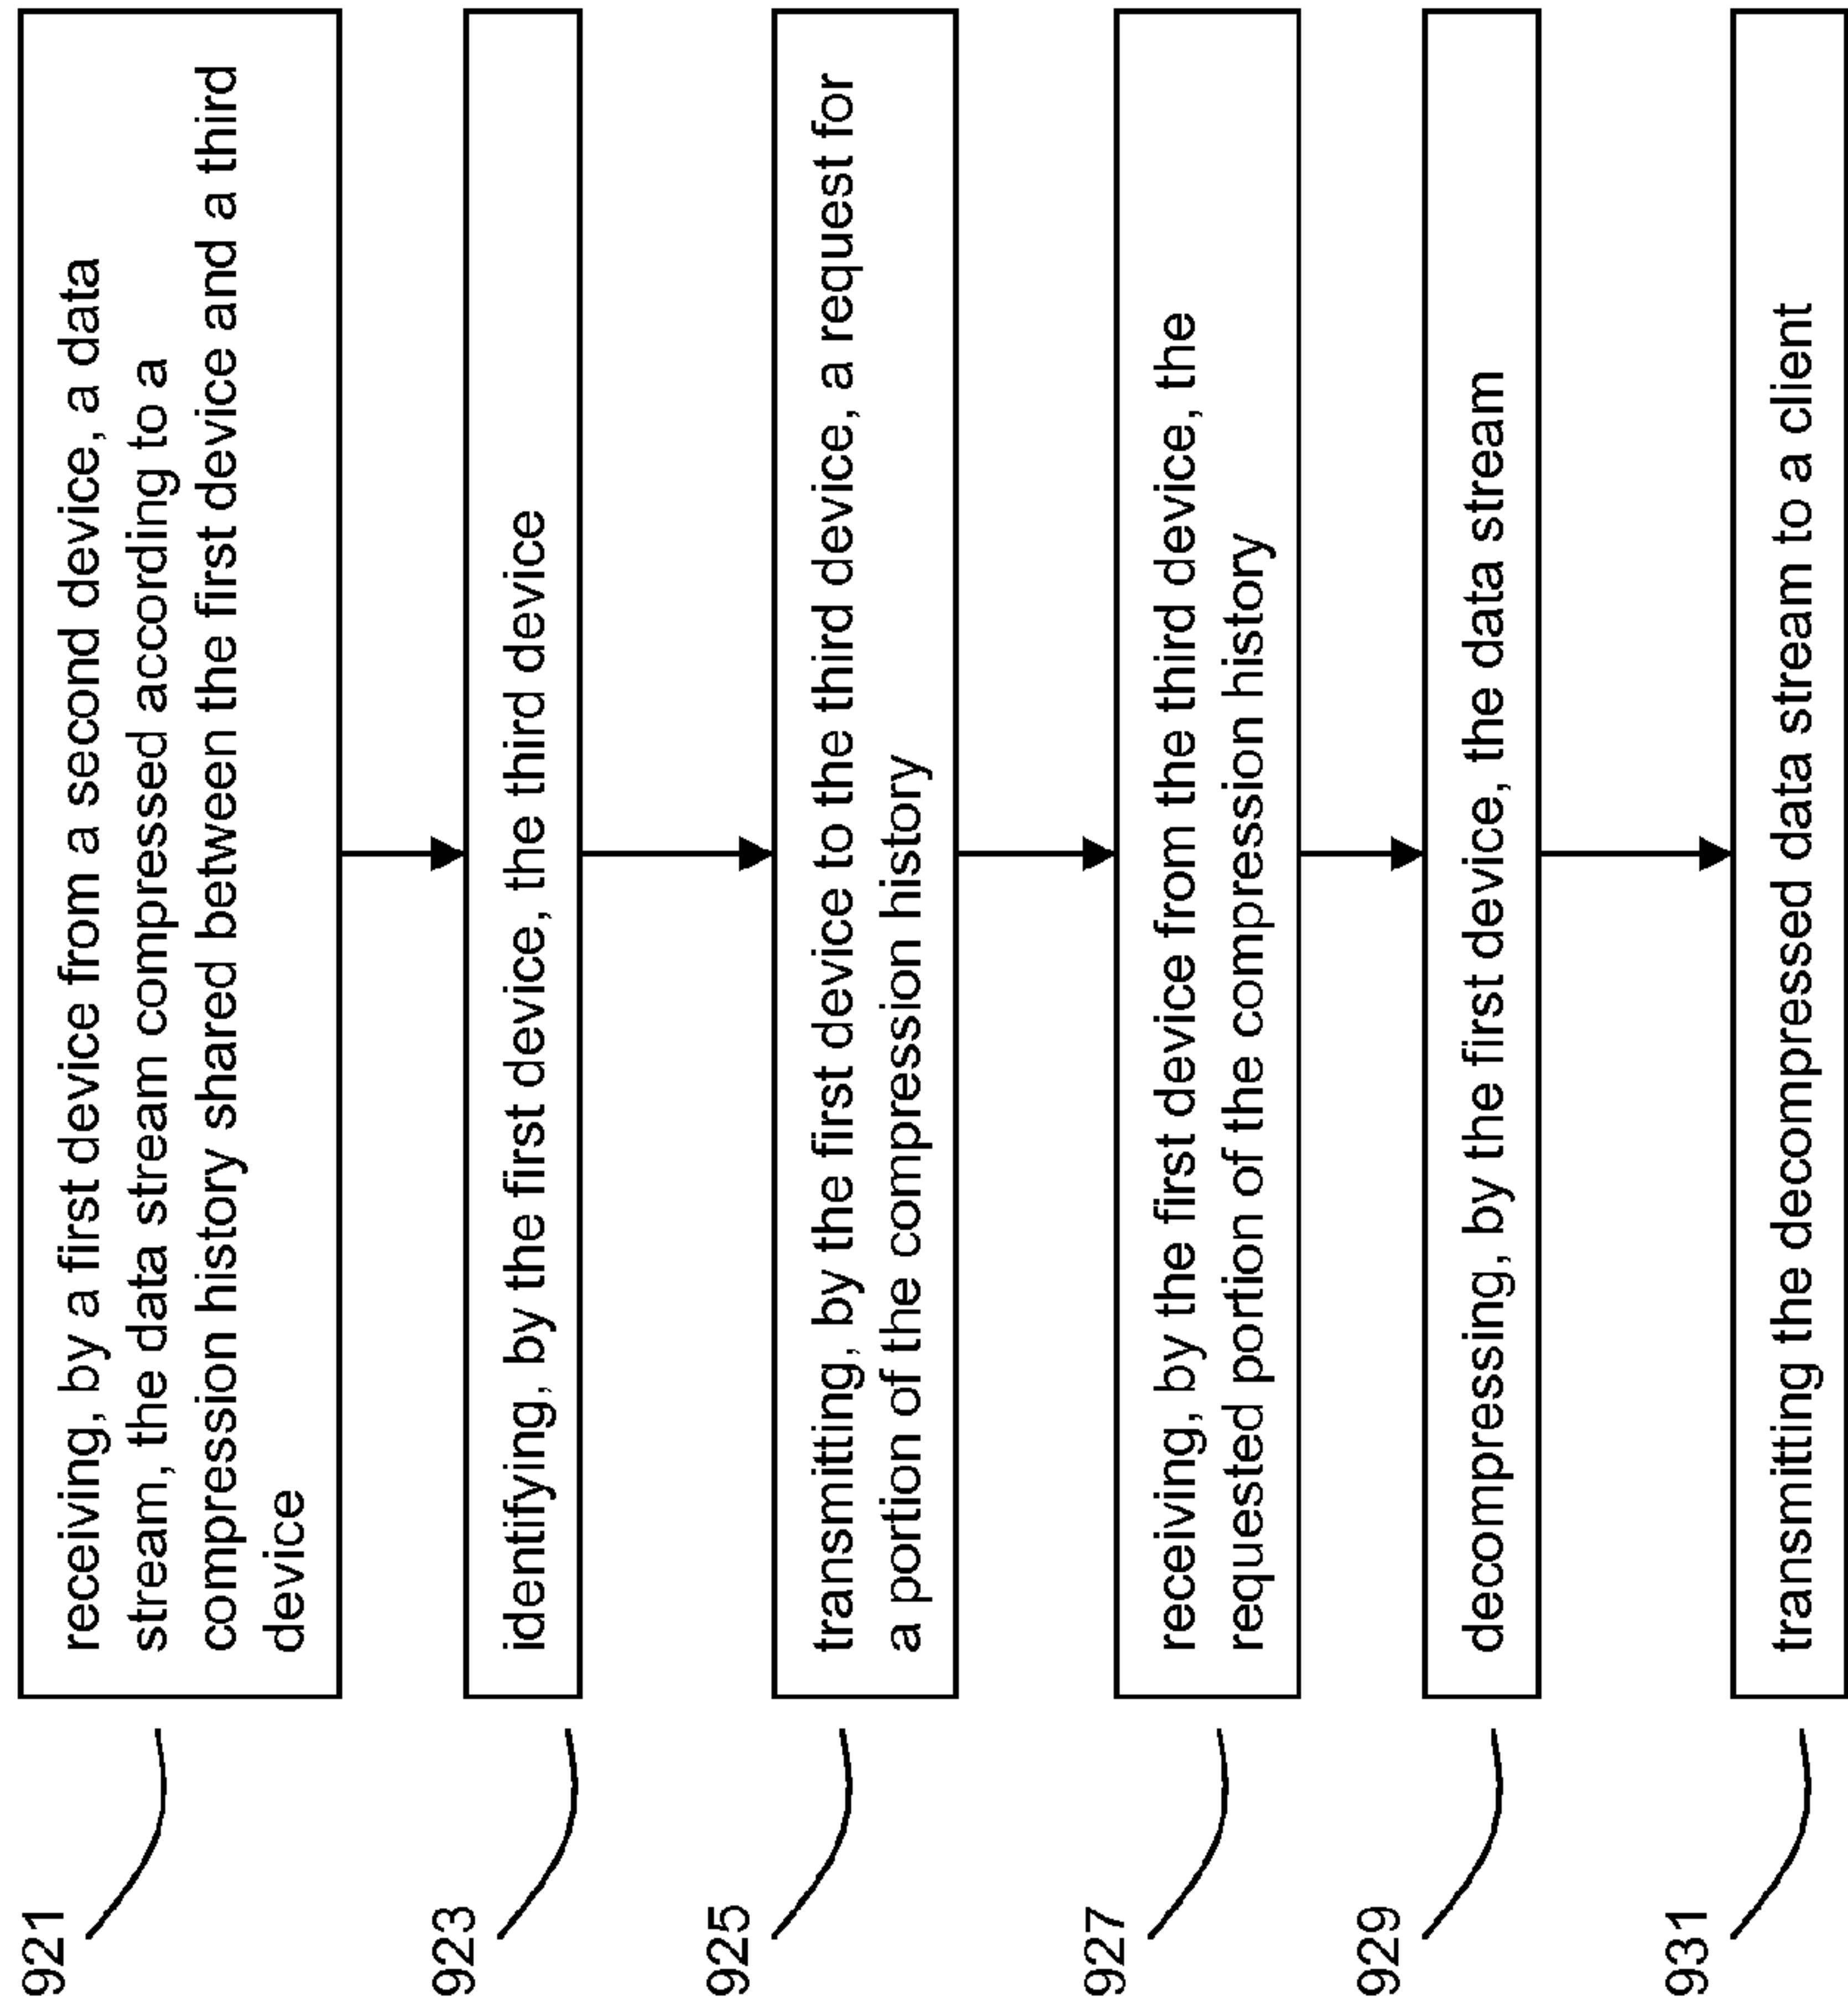 921
receiving, by a first device from a second device, a data
stream, the data stream compressed according to a
compression history shared between the first device and a third
device
923
identifying, by the first device, the third device
925
transmitting, by the first device to the third device, a request for
a portion of the compression history
927
receiving, by the first device from the third device, the
requested portion of the compression history
929
decompressing, by the first device, the data stream
931
transmitting the decompressed data stream to a client